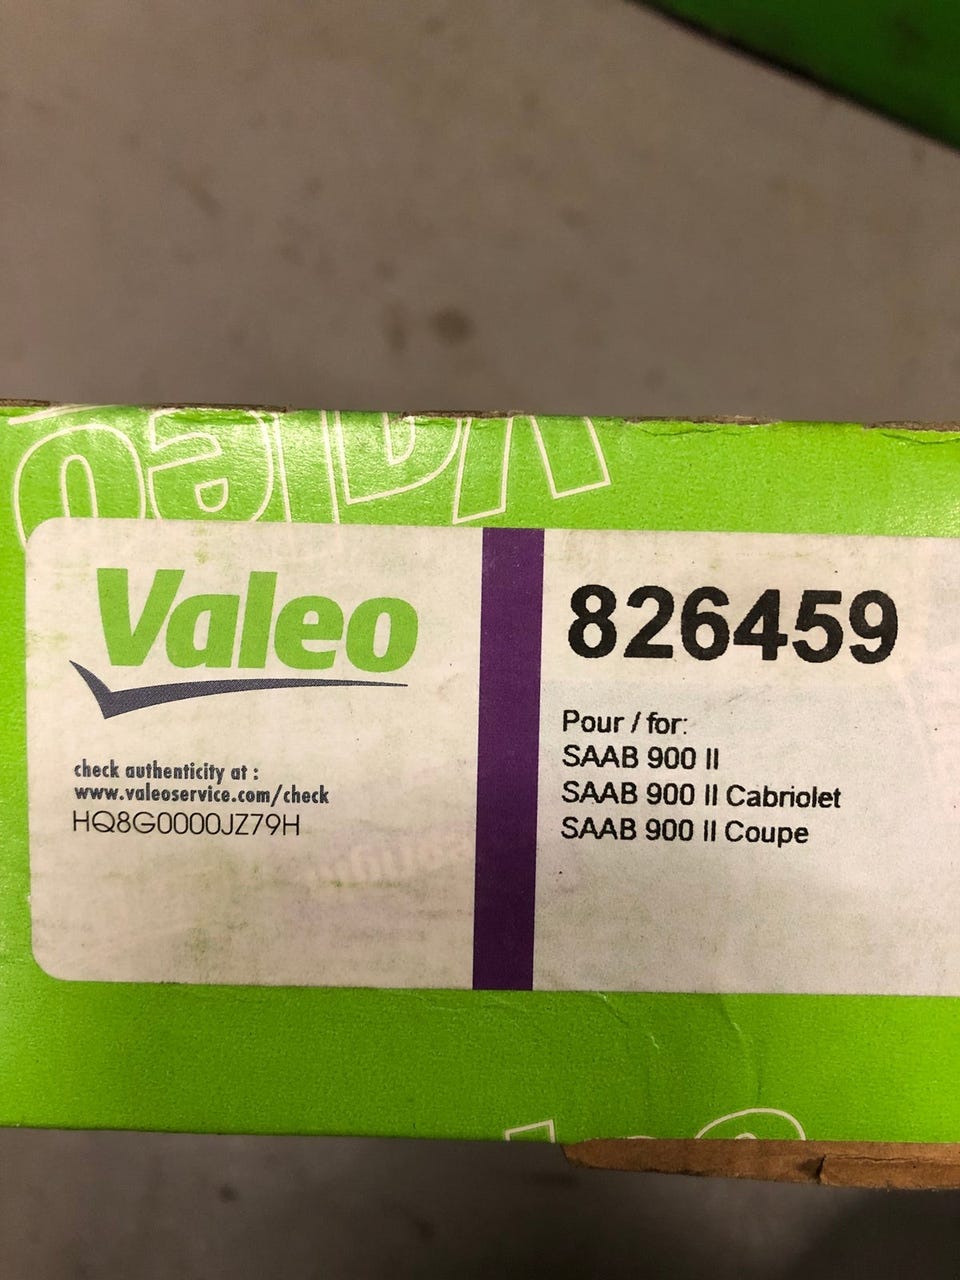 Valeo
Valeo
check authenticity at :
www.valeoservice.com/check
HQ8G0000JZ79H
826459
Pour / for:
SAAB 900 II
SAAB 900 II Cabriolet
SAAB 900 II Coupe